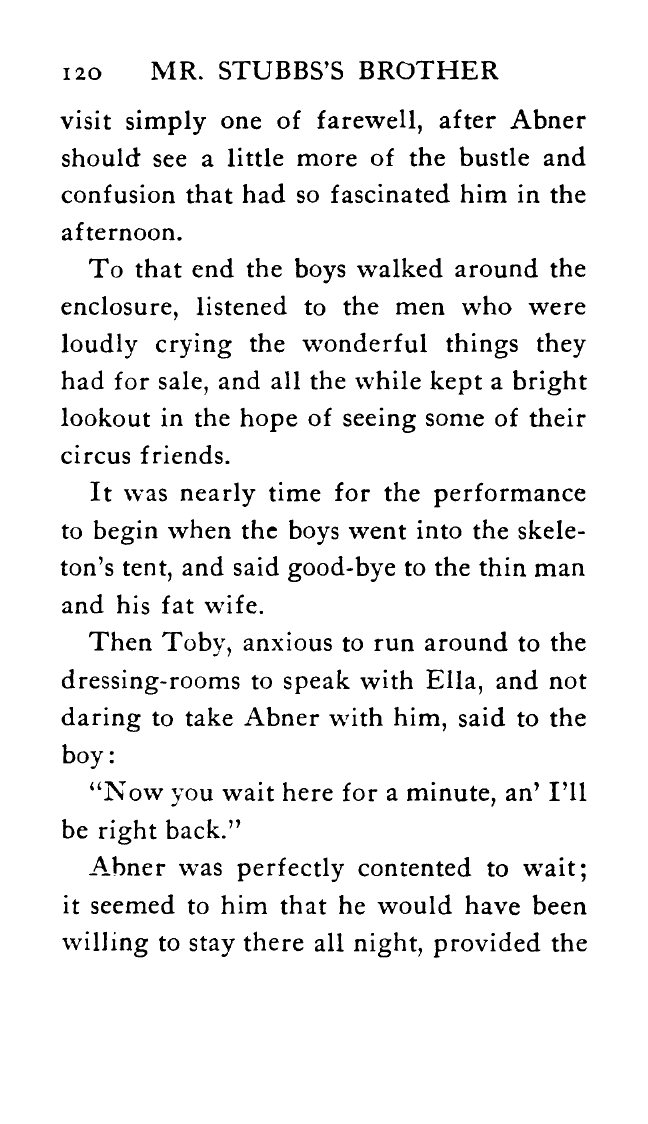 120 MR. STUBBS'S BROTHER
visit simply one of farewell, after Abner
should see a little more of the bustle and
confusion that had so fascinated him in the
afternoon.
To that end the boys walked around the
enclosure, listened to the men who were
loudly crying the wonderful things they
had for sale, and all the while kept a bright
lookout in the hope of seeing some of their
circus friends.
It was nearly time for the performance
to begin when the boys went into the skele-
ton's tent, and said good-bye to the thin man
and his fat wife.
Then Toby, anxious to run around to the
dressing-rooms to speak with Ella, and not
daring to take Abner with him, said to the
boy:
"Now you wait here for a minute, an' I'll
be right back."
Abner was perfectly contented to wait;
it seemed to him that he would have been
willing to stay there all night, provided the